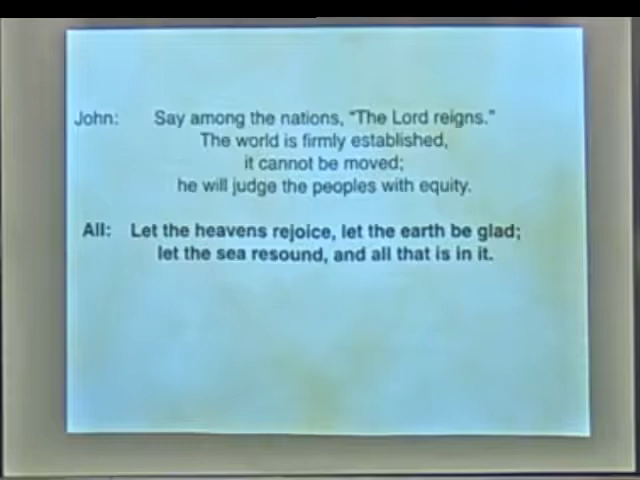 John: Say among the nations, "The Lord reigns."
The world is firmly established,
it cannot be moved;
he will judge the peoples with equity.
All: Let the heavens rejoice, let the earth be glad;
let the sea resound, and all that is in it.